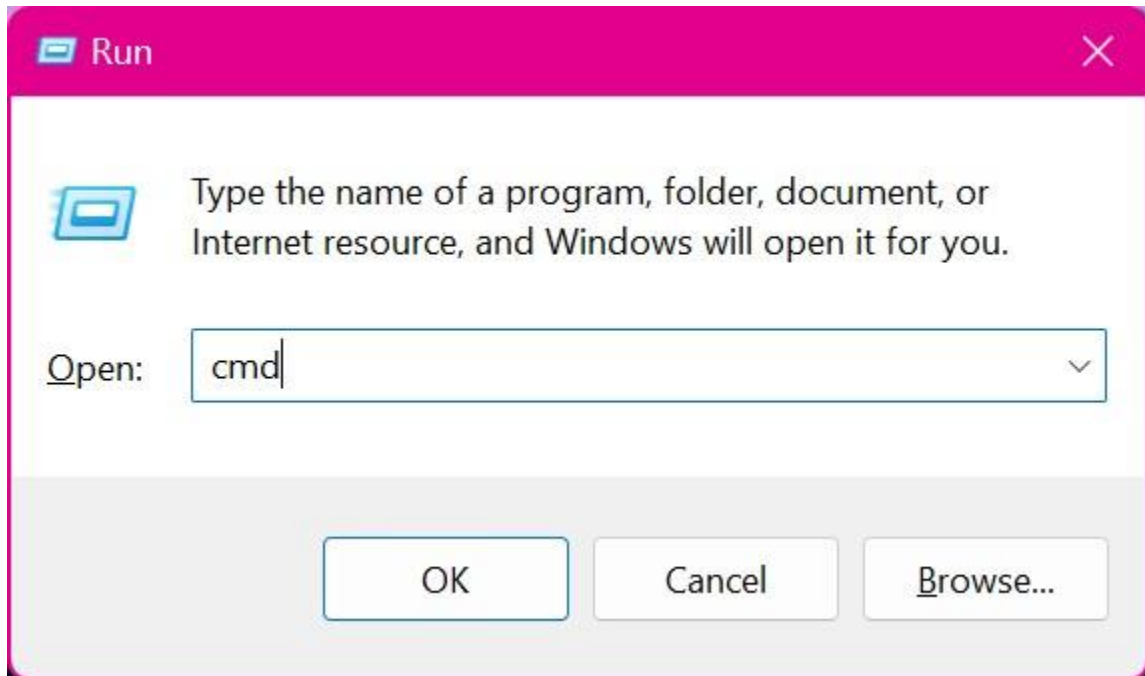 Run
Type the name of a program, folder, document, or
Internet resource, and Windows will open it for you.
Open:
cmd
OK
Cancel
Browse...